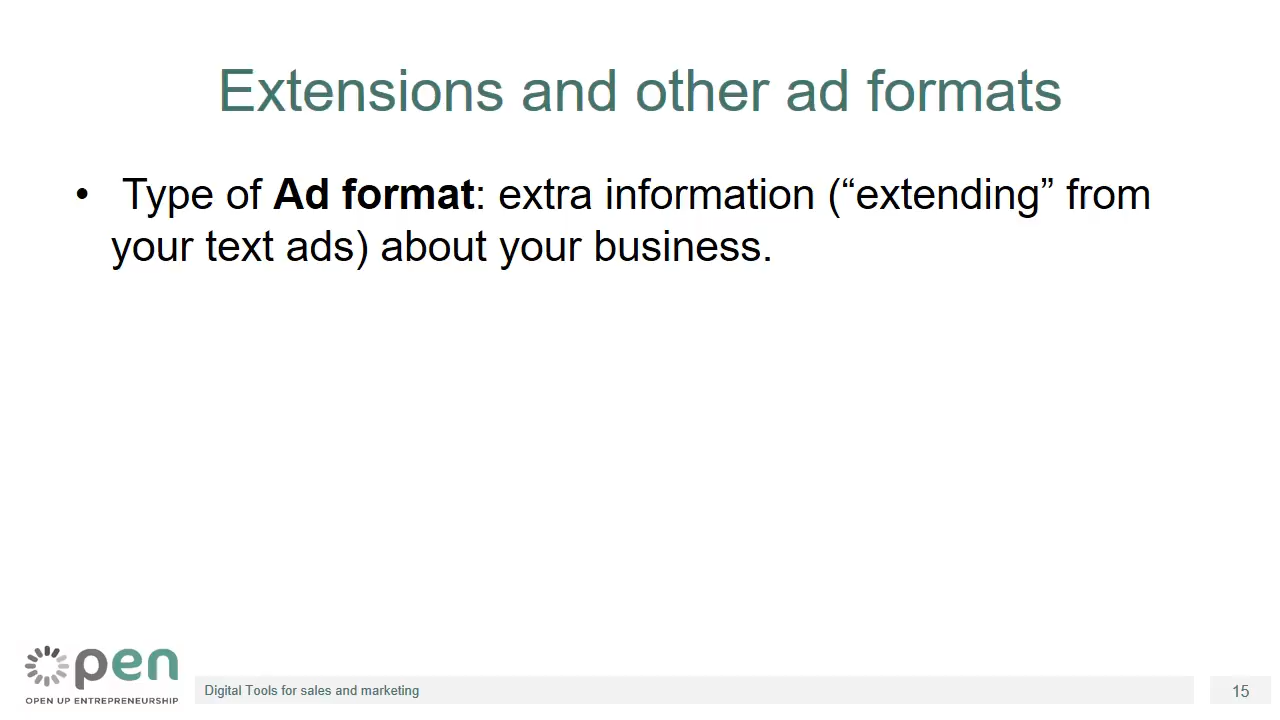 Extensions and other ad formats
• Type of Ad format: extra information (“extending” from
your text ads) about your business.
open
OPEN UP ENTREPRENEURSHIP
Digital Tools for sales and marketing
15